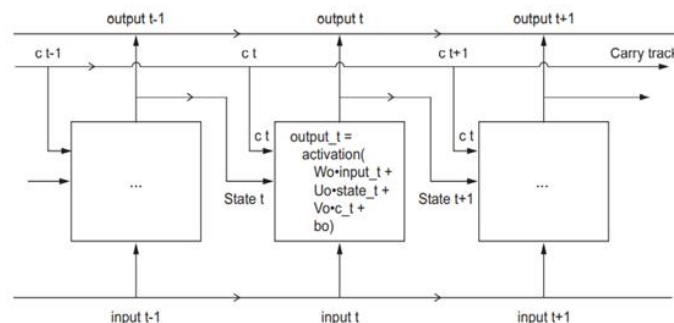 output t-1
output t
output t+1
c t-1
c t
c t+1
Carry track
c t
c t
...
output_t =
activation(
Wo•input_t +
Uo•state_t +
Vo•c_t +
bo)
...
State t
State t+1
input t-1
input t
input t+1